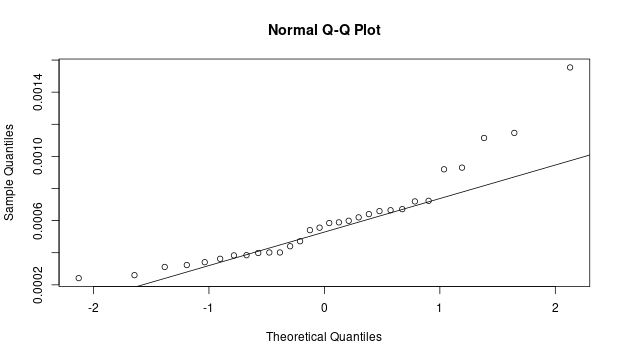 Normal Q-Q Plot
Sample Quantiles
0.0014
0.0010
0.0006
0.0002
-2 -1 0 1 2
Theoretical Quantiles